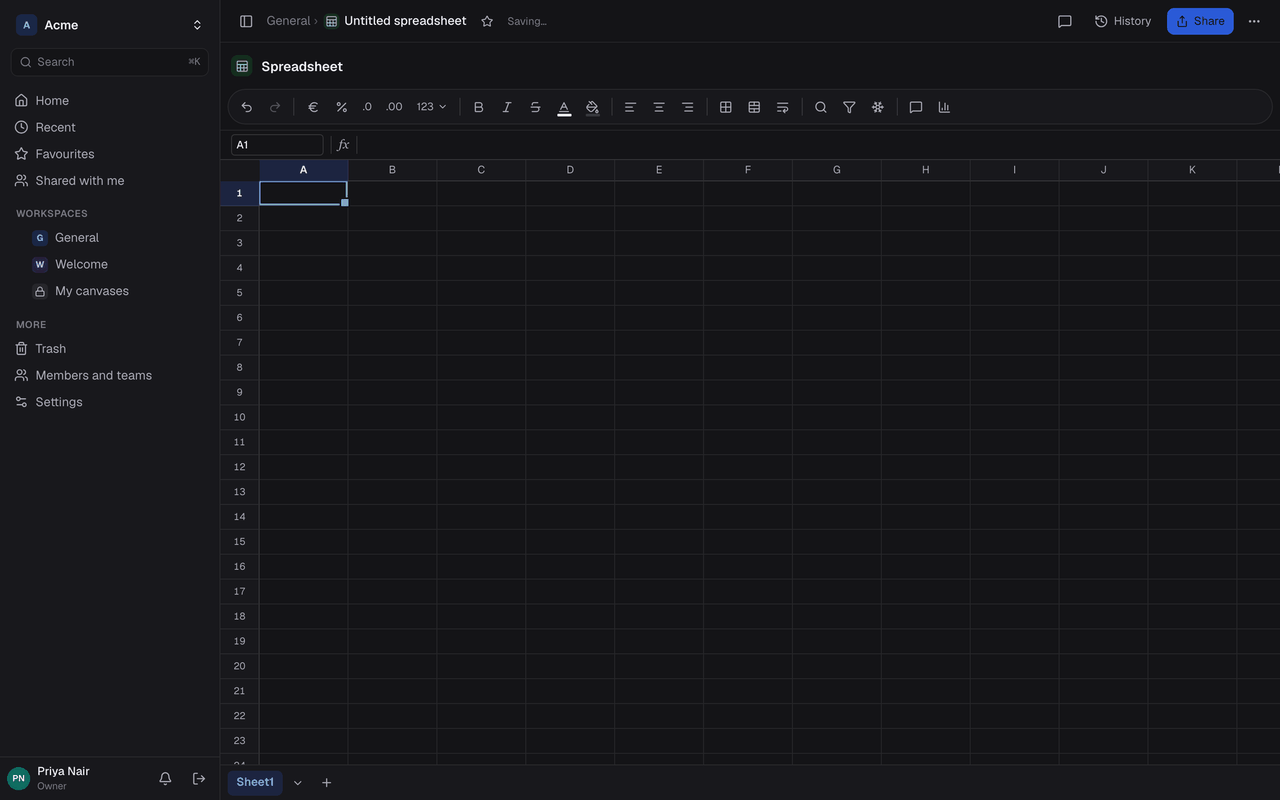 A Acme
Search ⌘K
Home
Recent
Favourites
Shared with me
WORKSPACES
G General
W Welcome
My canvases
MORE
Trash
Members and teams
Settings
PN Priya Nair
Owner
General › Untitled spreadsheet Saving…
History Share
Spreadsheet
€ % .0 .00 123 B I S A
A1 fx
A B C D E F G H I J K
1
2
3
4
5
6
7
8
9
10
11
12
13
14
15
16
17
18
19
20
21
22
23
24
Sheet1